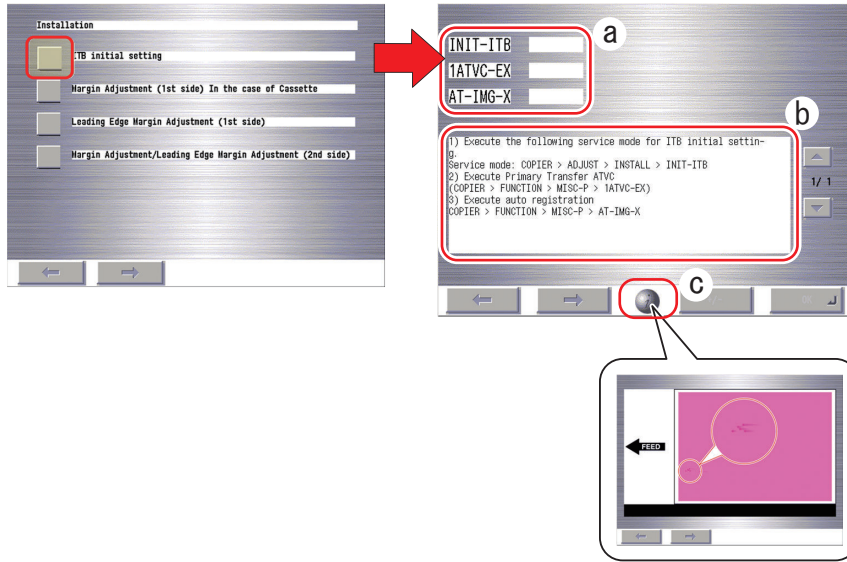 Installation
ITB initial setting
Margin Adjustment (1st side) In the case of Cassette
Leading Edge Margin Adjustment (1st side)
Margin Adjustment/Leading Edge Margin Adjustment (2nd side)
a
INIT-ITB
1ATVC-EX
AT-IMG-X
b
1) Execute the following service mode for ITB initial settin-
g.
Service mode: COPIER > ADJUST > INSTALL > INIT-ITB
2) Execute Primary Transfer ATVC
(COPIER > FUNCTION > MISC-P > 1ATVC-EX)
3) Execute auto registration
COPIER > FUNCTION > MISC-P > AT-IMG-X
1/ 1
c
OK
FEED